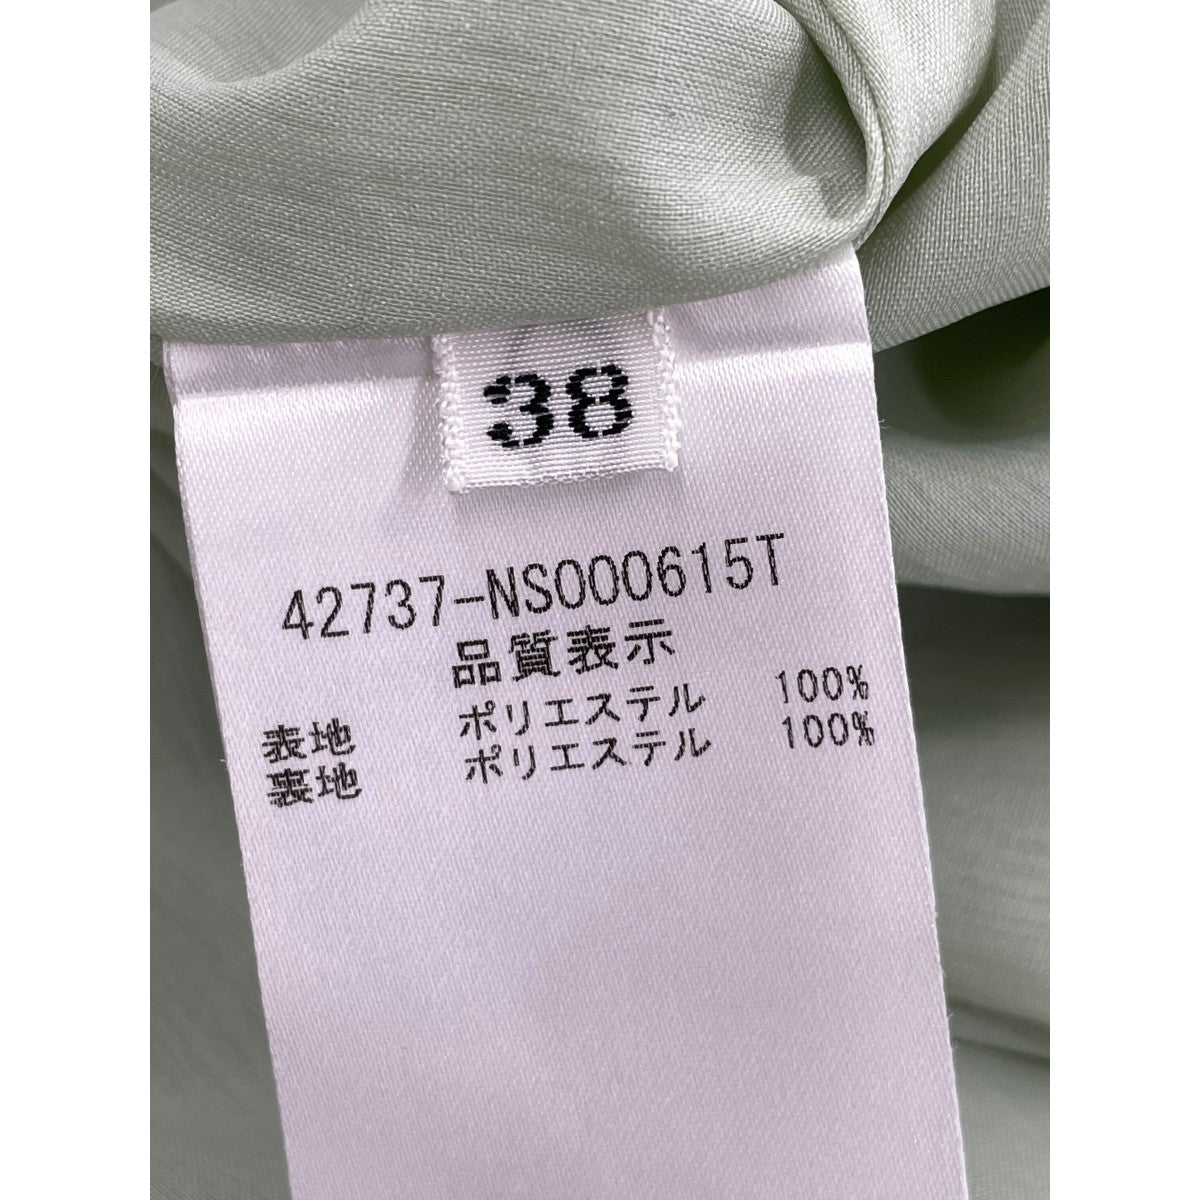 38
42737-NS000615T
品質表示
表地 ポリエステル 100%
裏地 ポリエステル 100%